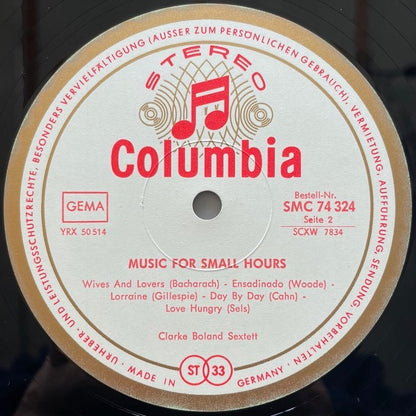 URHEBER- UND LEISTUNGSSCHUTZRECHTE, BESONDERS VERVIELFÄLTIGUNG (AUSSER ZUM PERSÖNLICHEN GEBRAUCH), VERMIETUNG, AUFFÜHRUNG, SENDUNG, VORBEHALTEN.
STEREO
Columbia
GEMA
YRX 50514
Bestell-Nr.
SMC 74 324
Seite 2
SCXW 7834
MUSIC FOR SMALL HOURS
Wives And Lovers (Bacharach) - Ensadinado (Woode) -
Lorraine (Gillespie) - Day By Day (Cahn) -
Love Hungry (Sels)
Clarke Boland Sextett
MADE IN ST 33 GERMANY